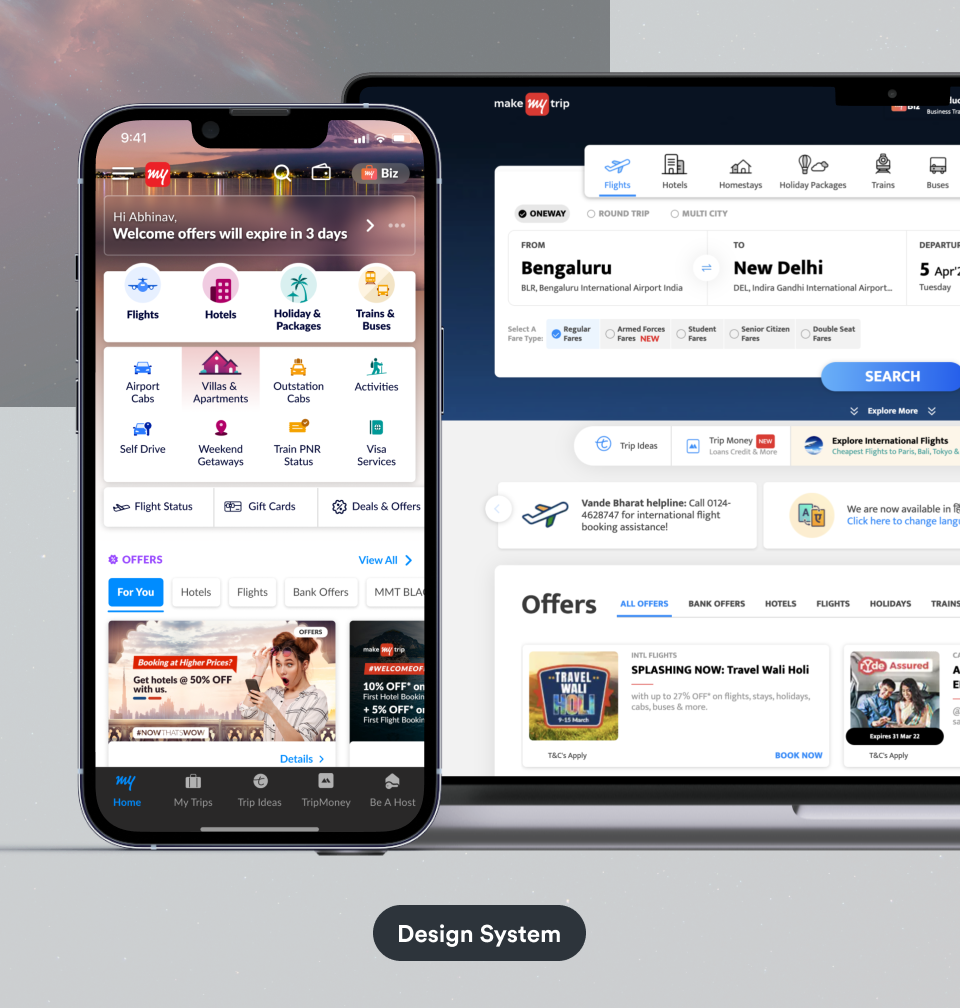 9:41
my
my Biz
Hi Abhinav,
Welcome offers will expire in 3 days
Flights
Hotels
Holiday &
Packages
Trains &
Buses
Airport
Cabs
Villas &
Apartments
Outstation
Cabs
Activities
Self Drive
Weekend
Getaways
Train PNR
Status
Visa
Services
Flight Status
Gift Cards
Deals & Offers
OFFERS
View All
For You
Hotels
Flights
Bank Offers
MMT BLA
OFFERS
Booking at Higher Prices?
Get hotels @ 50% OFF
with us.
#NOWTHATSWOW
Details
make my trip
#WELCOMEOF
10% OFF* on
First Hotel Bookin
+ 5% OFF* or
First Flight Bookin
my
Home
My Trips
Trip Ideas
TripMoney
Be A Host
make my trip
Biz
Business Tra
Flights
Hotels
Homestays
Holiday Packages
Trains
Buses
ONEWAY
ROUND TRIP
MULTI CITY
FROM
Bengaluru
BLR, Bengaluru International Airport India
TO
New Delhi
DEL, Indira Gandhi International Airport...
DEPARTUR
5 Apr'2
Tuesday
Select A
Fare Type:
Regular
Fares
Armed Forces
Fares NEW
Student
Fares
Senior Citizen
Fares
Double Seat
Fares
SEARCH
Explore More
Trip Ideas
Trip Money NEW
Loans Credit & More
Explore International Flights
Cheapest Flights to Paris, Bali, Tokyo &
Vande Bharat helpline: Call 0124-
4628747 for international flight
booking assistance!
We are now available in हि
Click here to change langu
Offers
ALL OFFERS
BANK OFFERS
HOTELS
FLIGHTS
HOLIDAYS
TRAINS
TRAVEL
WALI
HOLI
9-15 March
T&C's Apply
INTL FLIGHTS
SPLASHING NOW: Travel Wali Holi
with up to 27% OFF* on flights, stays, holidays,
cabs, buses & more.
BOOK NOW
ryde Assured
Expires 31 Mar 22
T&C's Apply
CA
A
E
@
sa
Design System